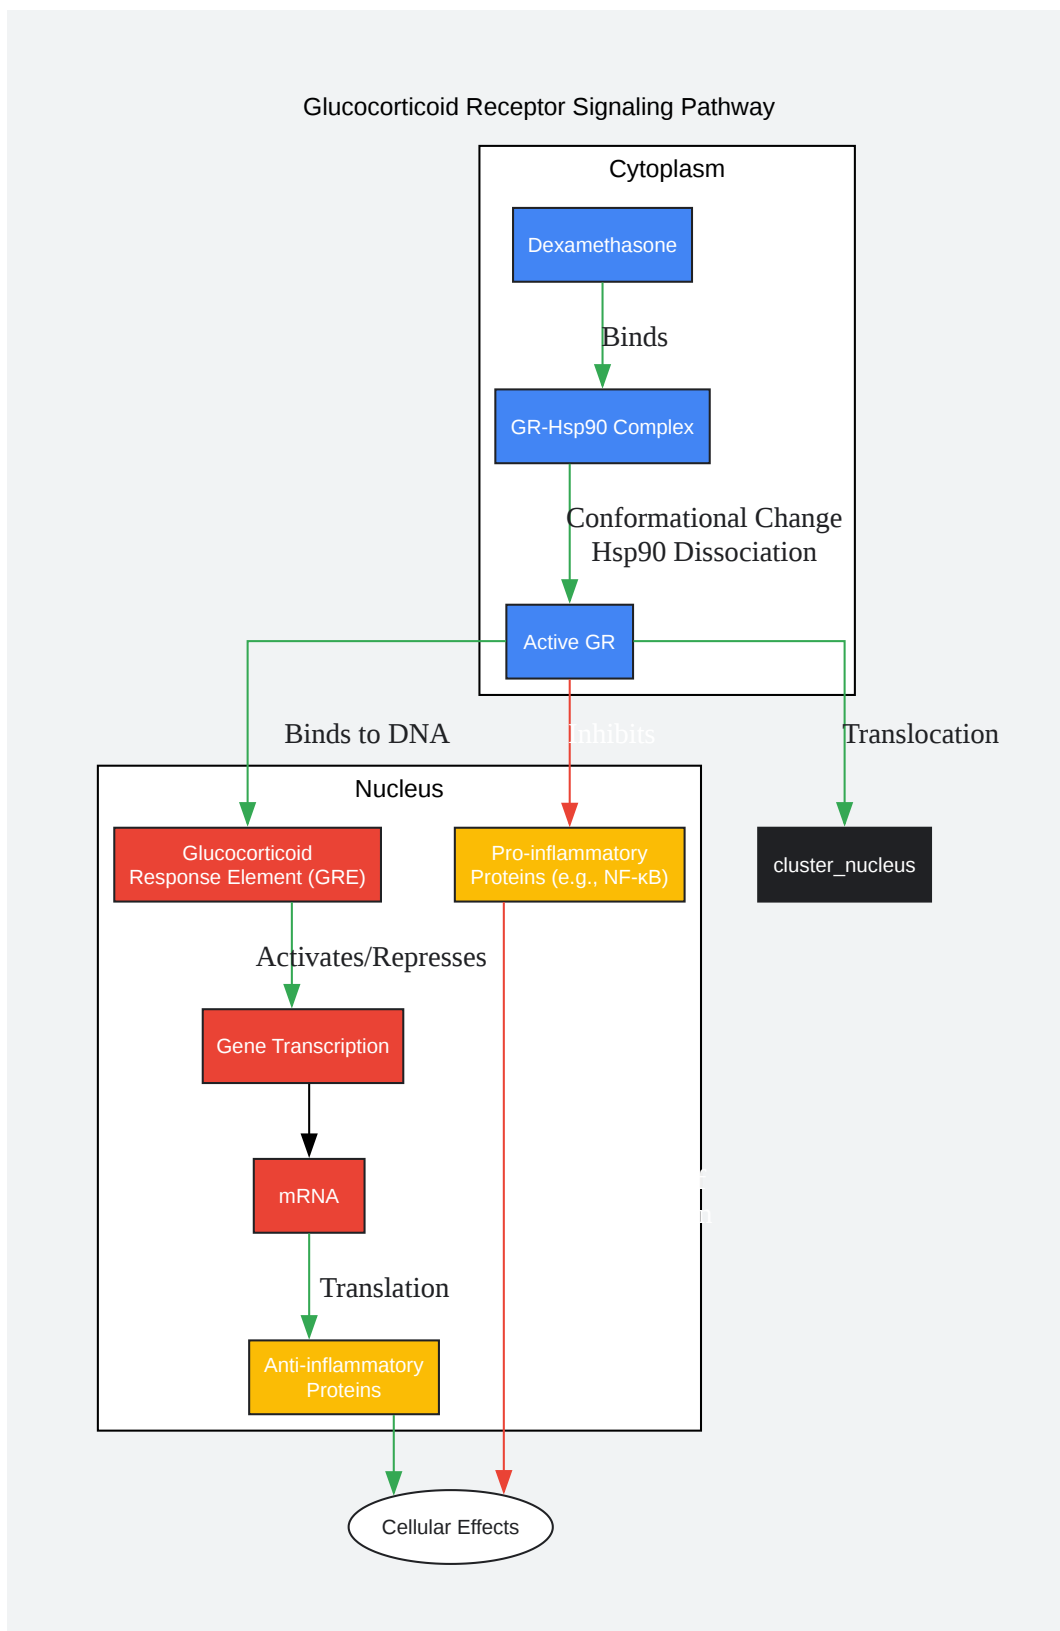 Glucocorticoid Receptor Signaling Pathway
Cytoplasm
Dexamethasone
Binds
GR-Hsp90 Complex
Conformational Change
Hsp90 Dissociation
Active GR
Binds to DNA
Inhibits
Translocation
Nucleus
Glucocorticoid
Response Element (GRE)
Pro-inflammatory
Proteins (e.g., NF-κB)
cluster_nucleus
Activates/Represses
Gene Transcription
mRNA
Translation
Anti-inflammatory
Proteins
Cellular Effects